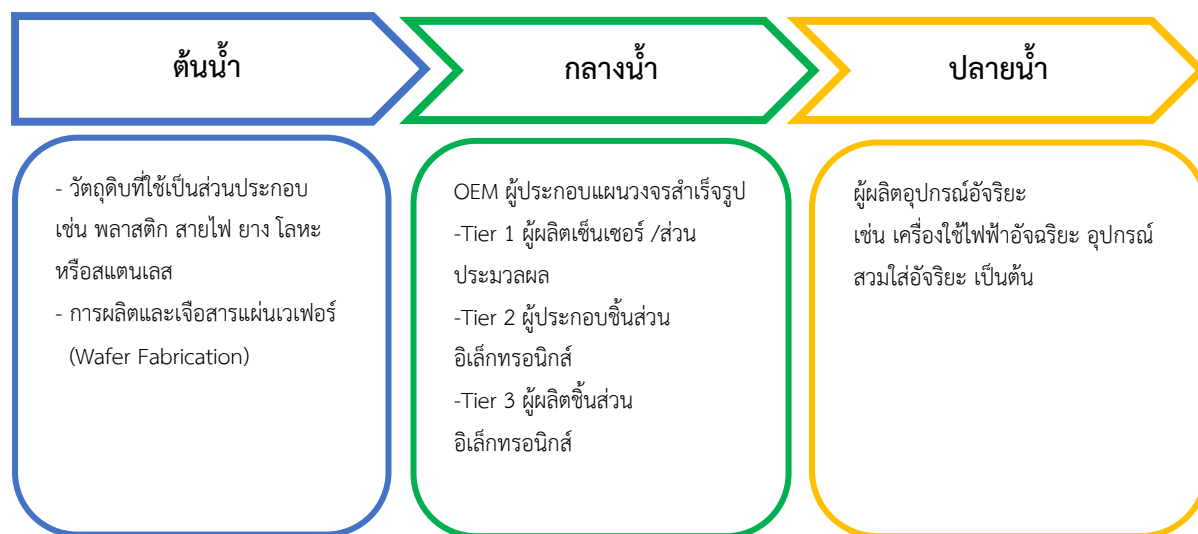 ต้นน้ำ
กลางน้ำ
ปลายน้ำ
- วัตถุดิบที่ใช้เป็นส่วนประกอบ
เช่น พลาสติก สายไฟ ยาง โลหะ
หรือสแตนเลส
- การผลิตและเจือสารแผ่นเวเฟอร์
(Wafer Fabrication)
OEM ผู้ประกอบแผนวงจรสำเร็จรูป
-Tier 1 ผู้ผลิตเซ็นเซอร์ /ส่วน
ประมวลผล
-Tier 2 ผู้ประกอบชิ้นส่วน
อิเล็กทรอนิกส์
-Tier 3 ผู้ผลิตชิ้นส่วน
อิเล็กทรอนิกส์
ผู้ผลิตอุปกรณ์อัจริยะ
เช่น เครื่องใช้ไฟฟ้าอัจฉริยะ อุปกรณ์
สวมใส่อัจริยะ เป็นต้น